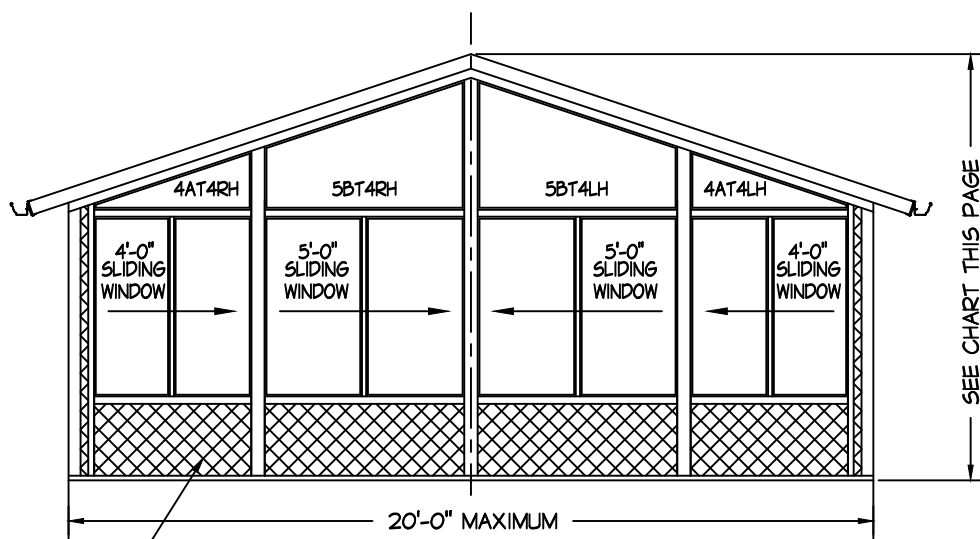 4AT4RH
5BT4RH
5BT4LH
4AT4LH
4'-0"
SLIDING
WINDOW
5'-0"
SLIDING
WINDOW
5'-0"
SLIDING
WINDOW
4'-0"
SLIDING
WINDOW
SEE CHART THIS PAGE
20'-0" MAXIMUM